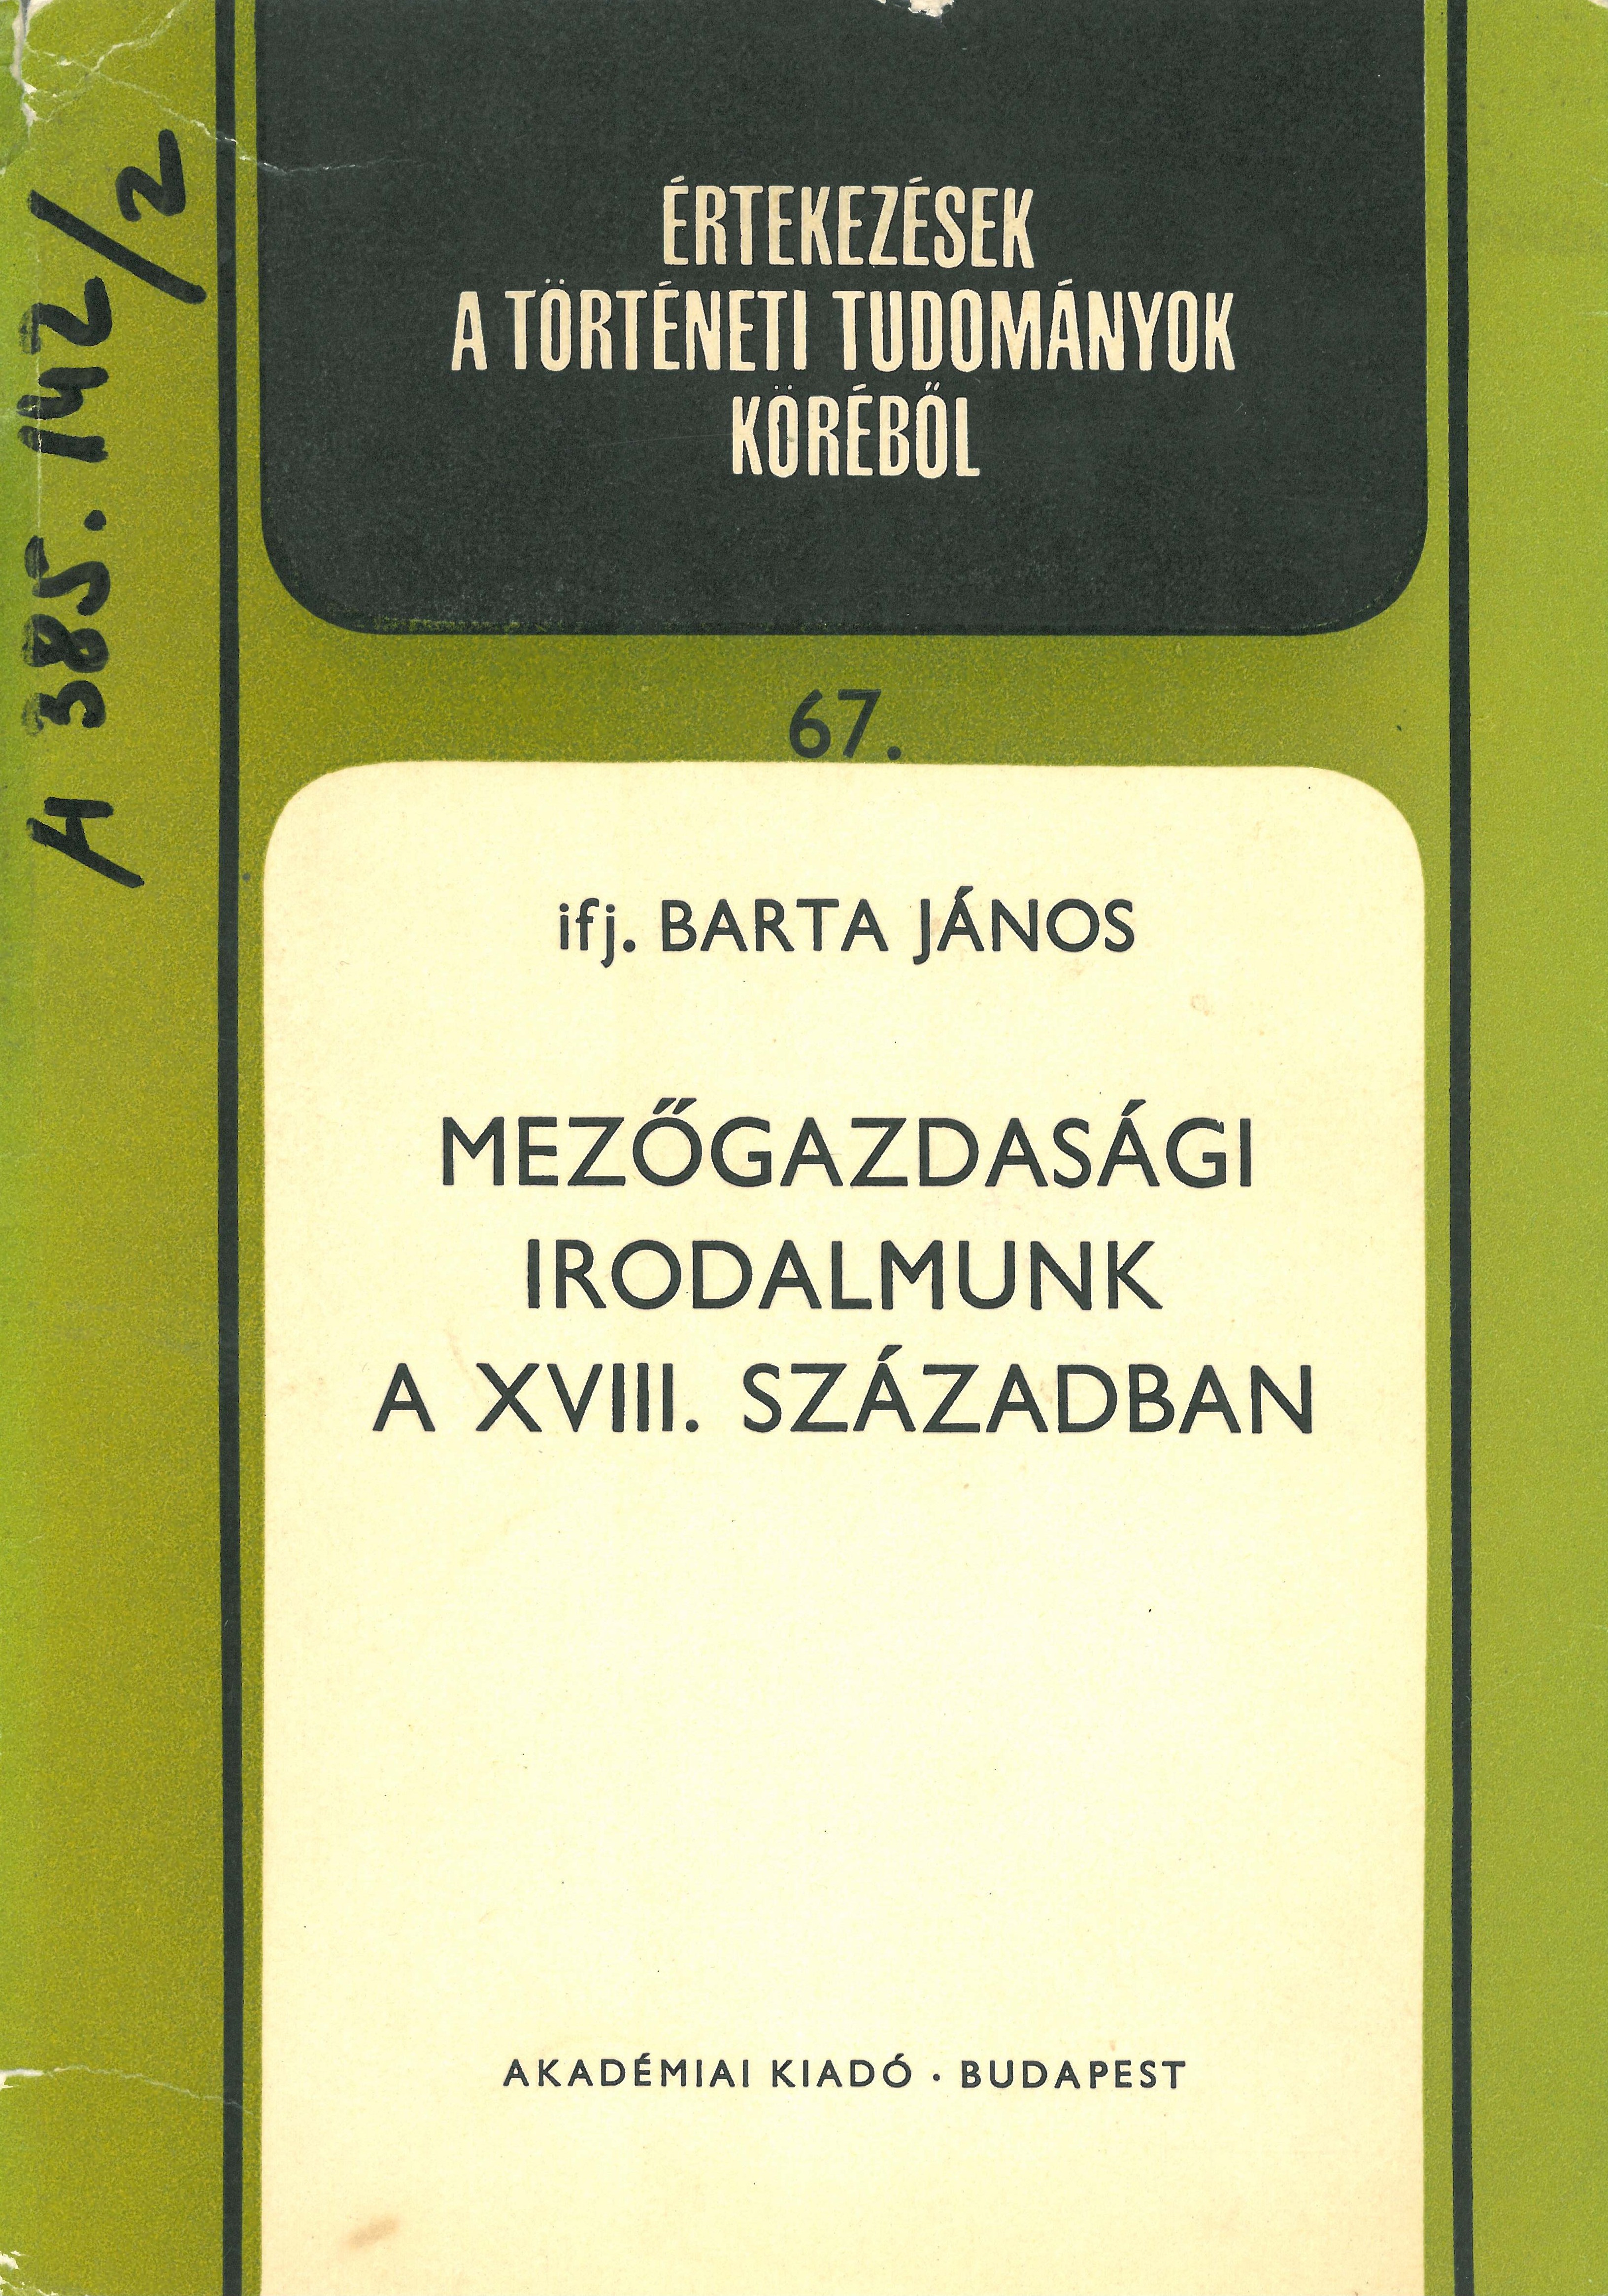 A 385.142/2
ÉRTEKEZÉSEK
A TÖRTÉNETI TUDOMÁNYOK
KÖRÉBŐL
67.
ifj. BARTA JÁNOS
MEZŐGAZDASÁGI
IRODALMUNK
A XVIII. SZÁZADBAN
AKADÉMIAI KIADÓ · BUDAPEST